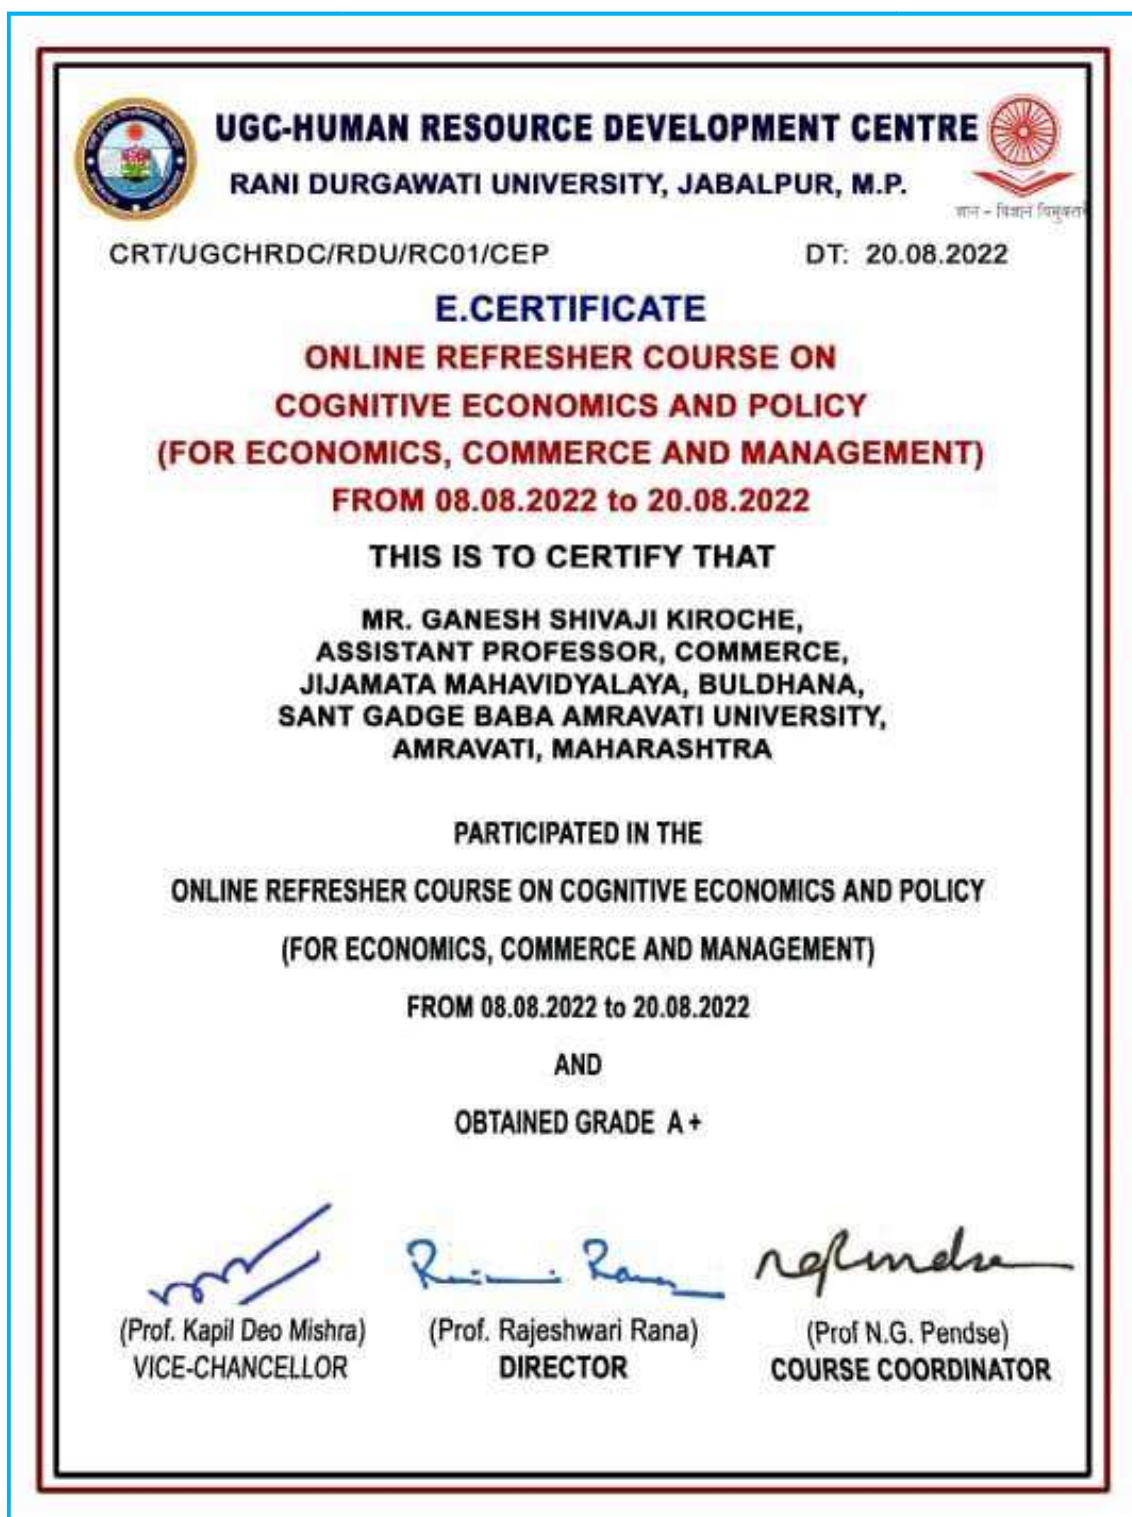 UGC-HUMAN RESOURCE DEVELOPMENT CENTRE
RANI DURGAWATI UNIVERSITY, JABALPUR, M.P.
ज्ञान - विज्ञान
CRT/UGCHRDC/RDU/RC01/CEP DT: 20.08.2022
E.CERTIFICATE
ONLINE REFRESHER COURSE ON
COGNITIVE ECONOMICS AND POLICY
(FOR ECONOMICS, COMMERCE AND MANAGEMENT)
FROM 08.08.2022 to 20.08.2022
THIS IS TO CERTIFY THAT
MR. GANESH SHIVAJI KIROCHE,
ASSISTANT PROFESSOR, COMMERCE,
JIJAMATA MAHAVIDYALAYA, BULDHANA,
SANT GADGE BABA AMRAVATI UNIVERSITY,
AMRAVATI, MAHARASHTRA
PARTICIPATED IN THE
ONLINE REFRESHER COURSE ON COGNITIVE ECONOMICS AND POLICY
(FOR ECONOMICS, COMMERCE AND MANAGEMENT)
FROM 08.08.2022 to 20.08.2022
AND
OBTAINED GRADE A +
(Prof. Kapil Deo Mishra) (Prof. Rajeshwari Rana) (Prof N.G. Pendse)
VICE-CHANCELLOR DIRECTOR COURSE COORDINATOR